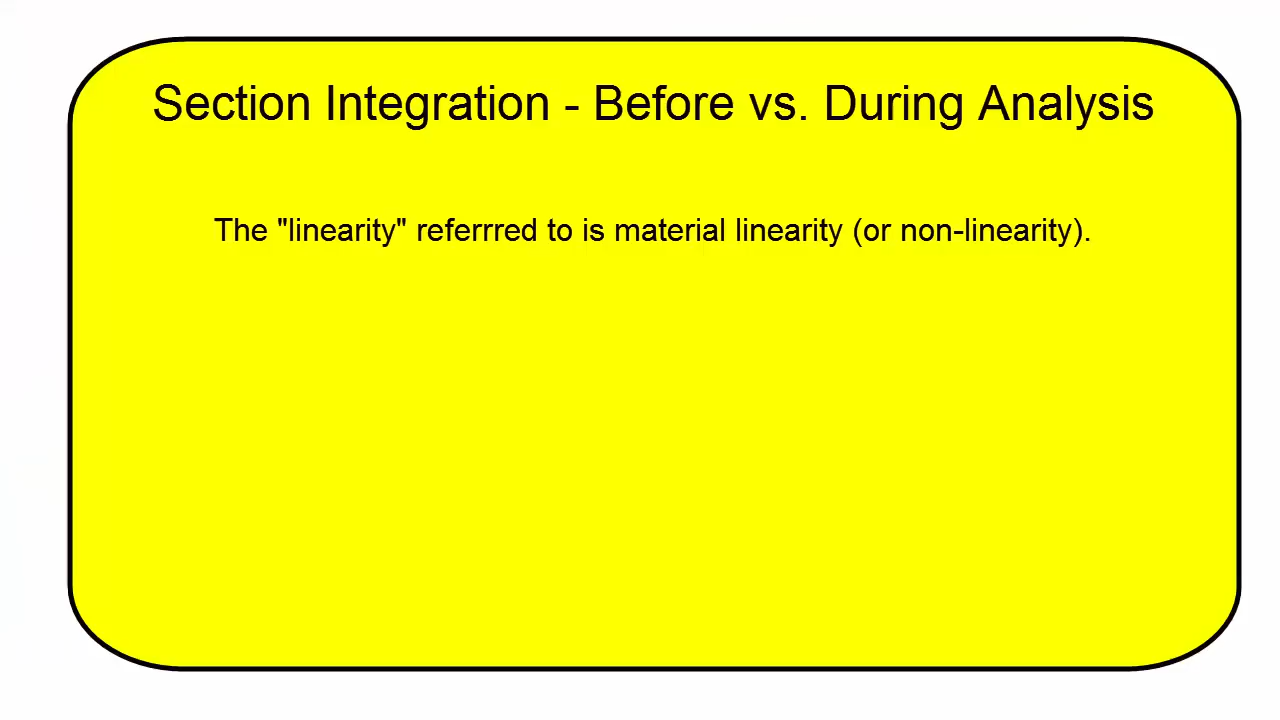 Section Integration - Before vs. During Analysis
The "linearity" referrred to is material linearity (or non-linearity).